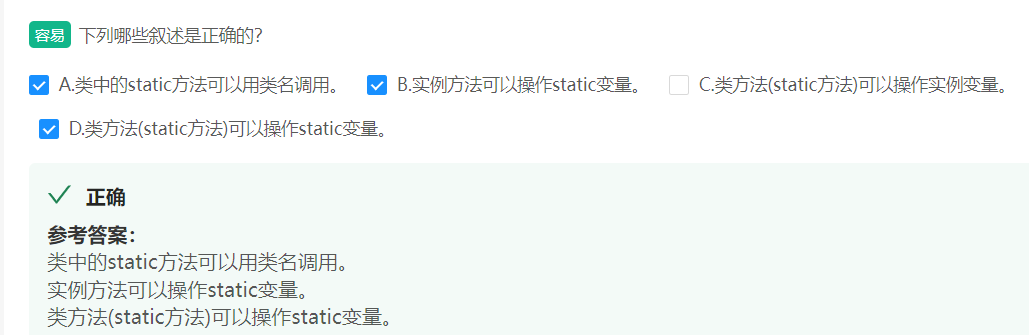 容易 下列哪些叙述是正确的?
A.类中的static方法可以用类名调用。 B.实例方法可以操作static变量。 C.类方法(static方法)可以操作实例变量。
D.类方法(static方法)可以操作static变量。
正确
参考答案：
类中的static方法可以用类名调用。
实例方法可以操作static变量。
类方法(static方法)可以操作static变量。